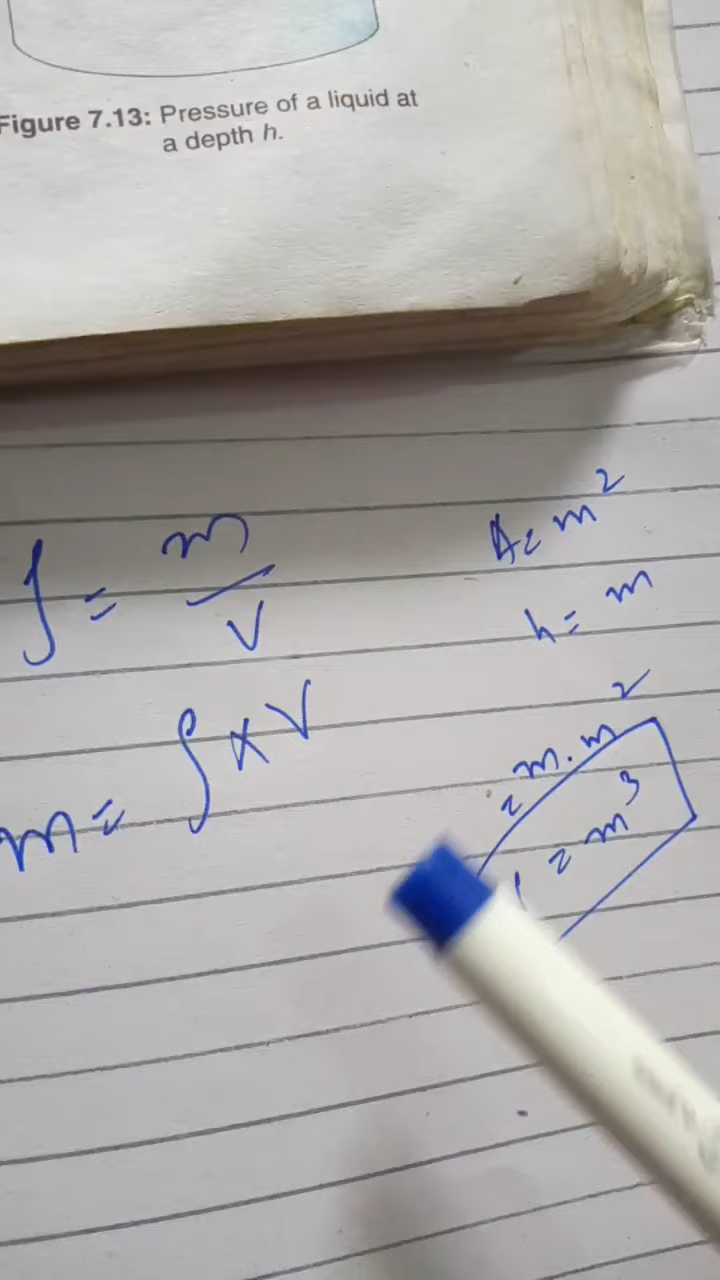 Figure 7.13: Pressure of a liquid at
a depth h.
ρ = m/V
m = ρ x V
A = m²
h = m
= m.m²
= m³